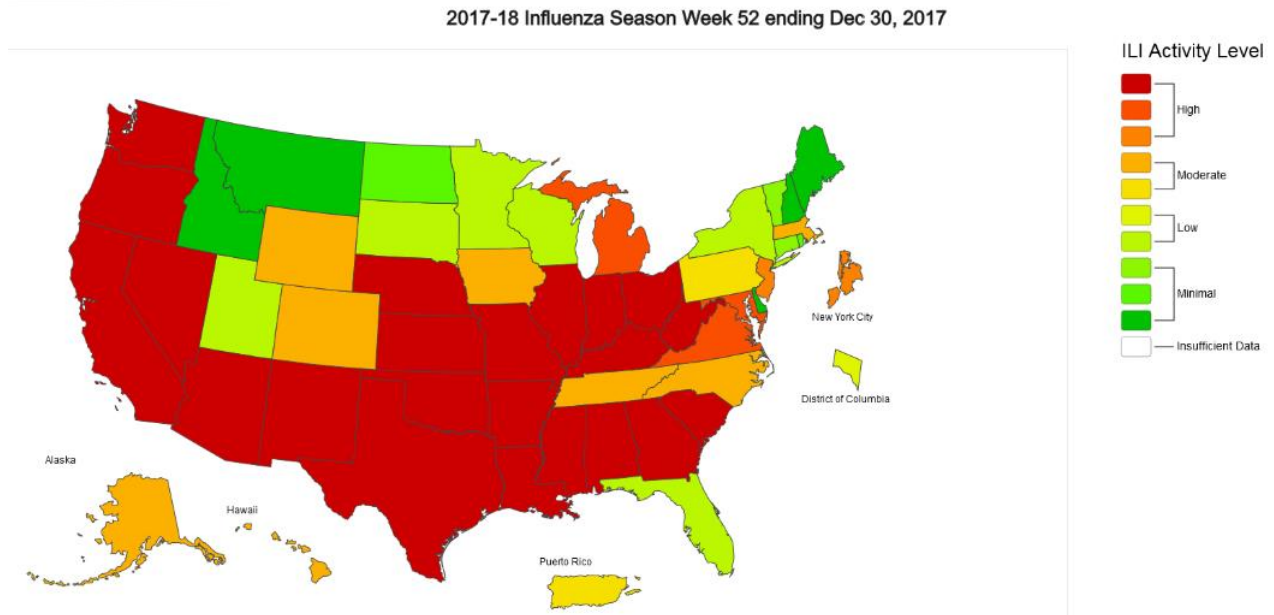 2017-18 Influenza Season Week 52 ending Dec 30, 2017
ILI Activity Level
High
Moderate
Low
Minimal
Insufficient Data
New York City
District of Columbia
Alaska
Hawaii
Puerto Rico